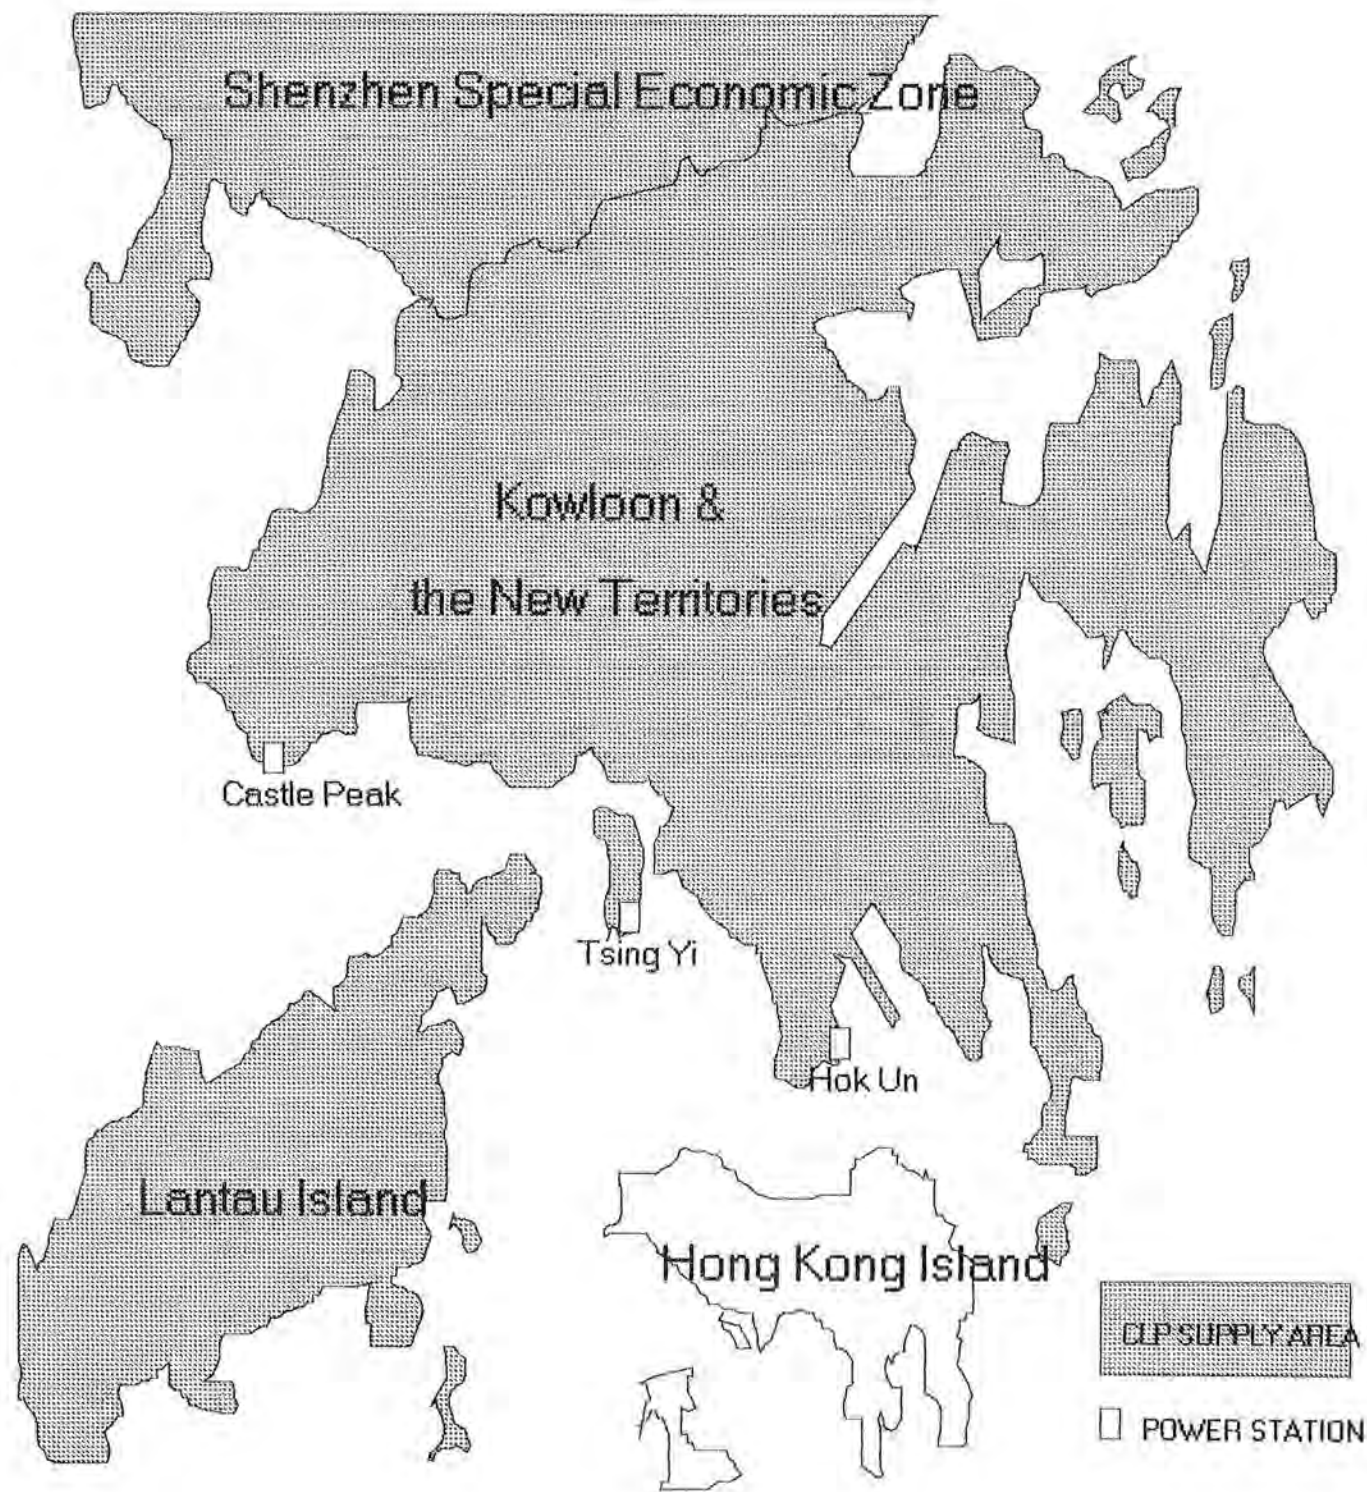 Shenzhen Special Economic Zone
Kowloon &
the New Territories
Castle Peak
Tsing Yi
Hok Un
Lantau Island
Hong Kong Island
CLP SUPPLY AREA
POWER STATION